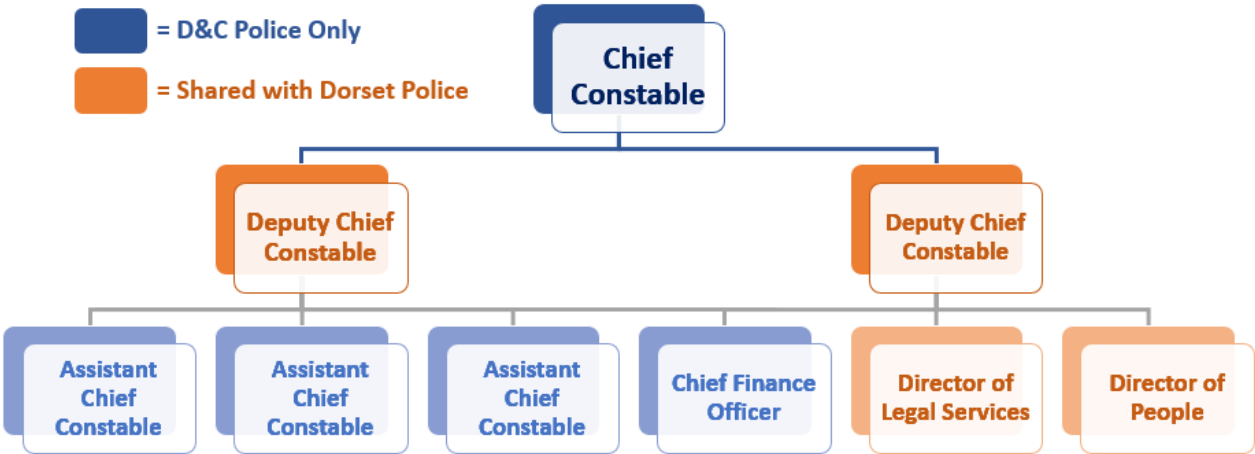 = D&C Police Only
= Shared with Dorset Police
Chief
Constable
Deputy Chief
Constable
Deputy Chief
Constable
Assistant
Chief
Constable
Assistant
Chief
Constable
Assistant
Chief
Constable
Chief Finance
Officer
Director of
Legal Services
Director of
People